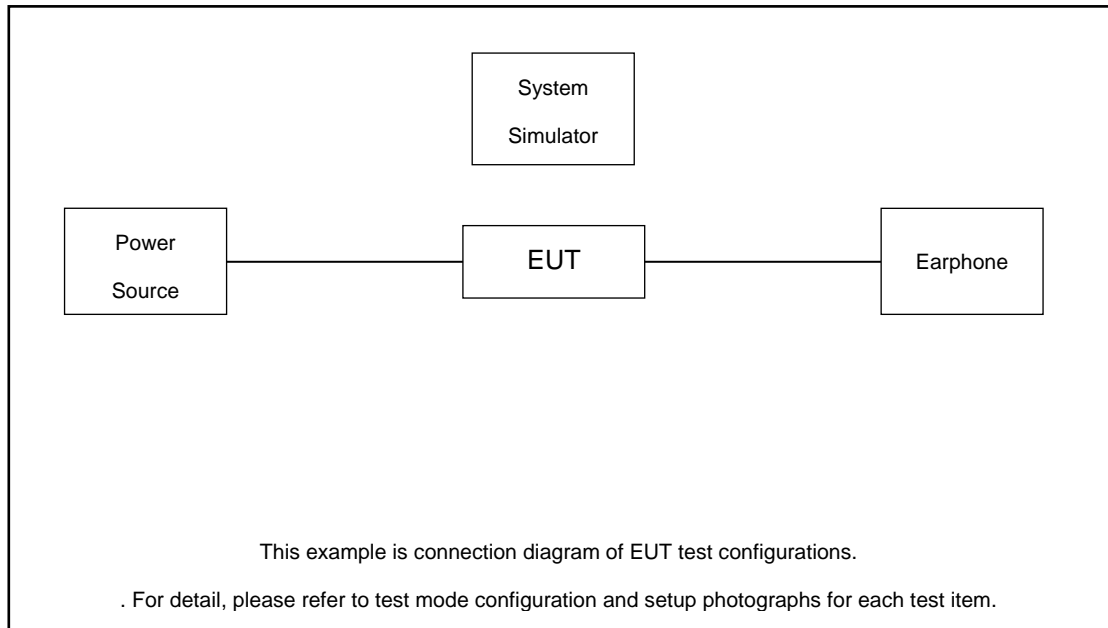 System
Simulator
Power
Source
EUT
Earphone
This example is connection diagram of EUT test configurations.
. For detail, please refer to test mode configuration and setup photographs for each test item.